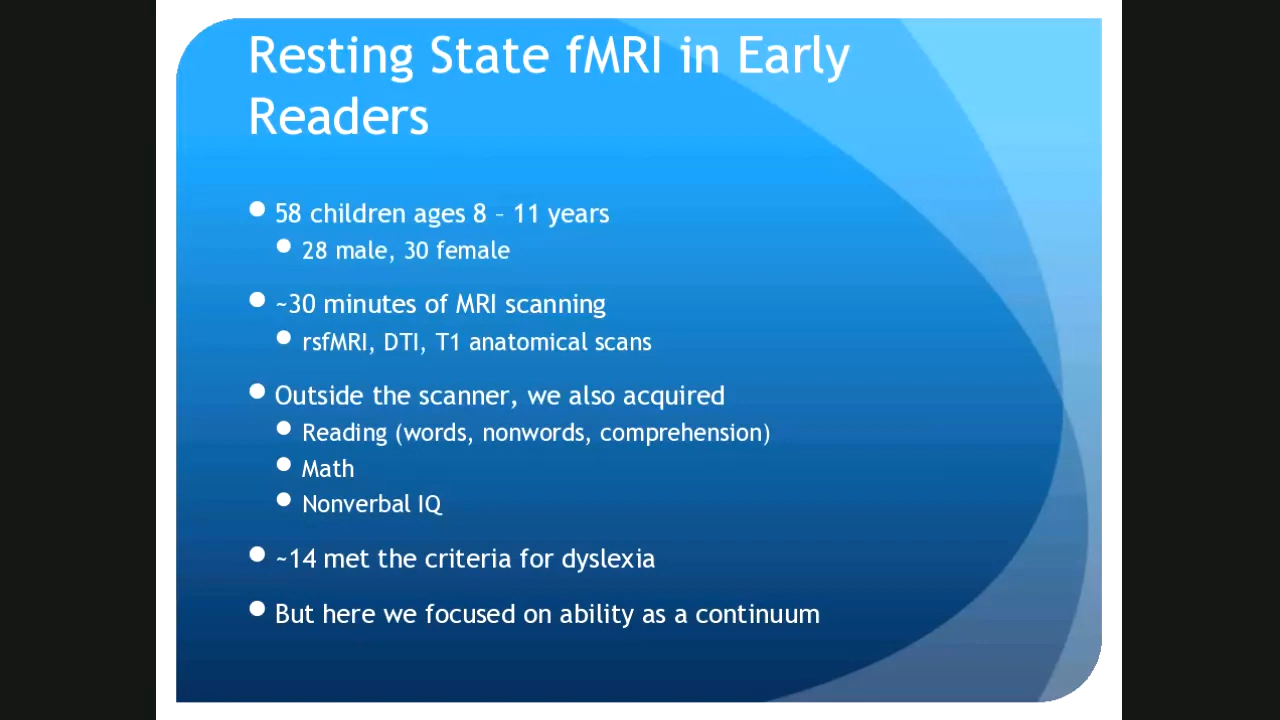 Resting State fMRI in Early
Readers
58 children ages 8 – 11 years
28 male, 30 female
~30 minutes of MRI scanning
rsfMRI, DTI, T1 anatomical scans
Outside the scanner, we also acquired
Reading (words, nonwords, comprehension)
Math
Nonverbal IQ
~14 met the criteria for dyslexia
But here we focused on ability as a continuum